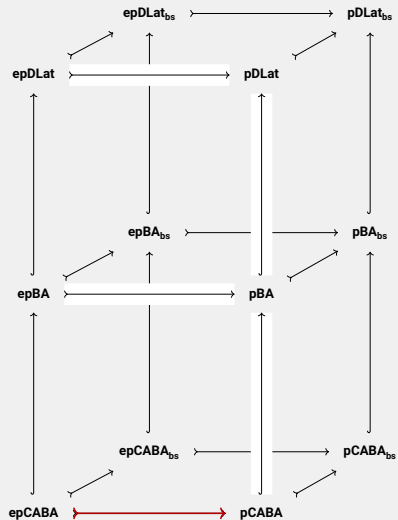 epDLat_bs pDLat_bs
epDLat pDLat
epBA_bs pBA_bs
epBA pBA
epCABA_bs pCABA_bs
epCABA pCABA